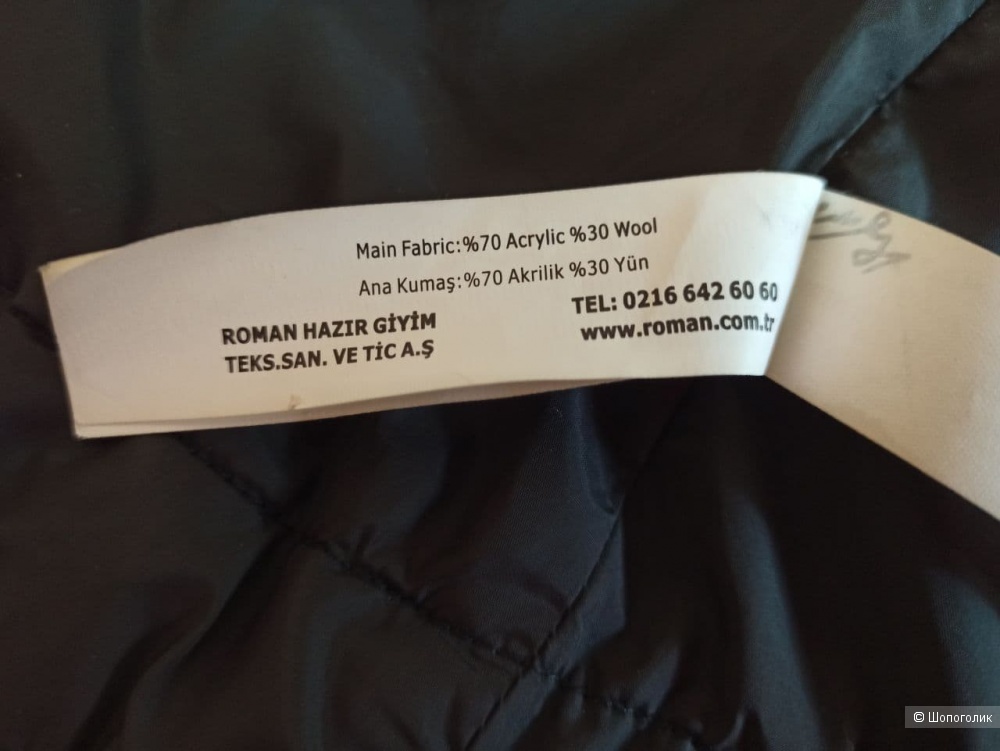 Main Fabric:%70 Acrylic %30 Wool
Ana Kumaş:%70 Akrilik %30 Yün
ROMAN HAZIR GİYİM
TEKS.SAN. VE TİC A.Ş
TEL: 0216 642 60 60
www.roman.com.tr
© Шопоголик